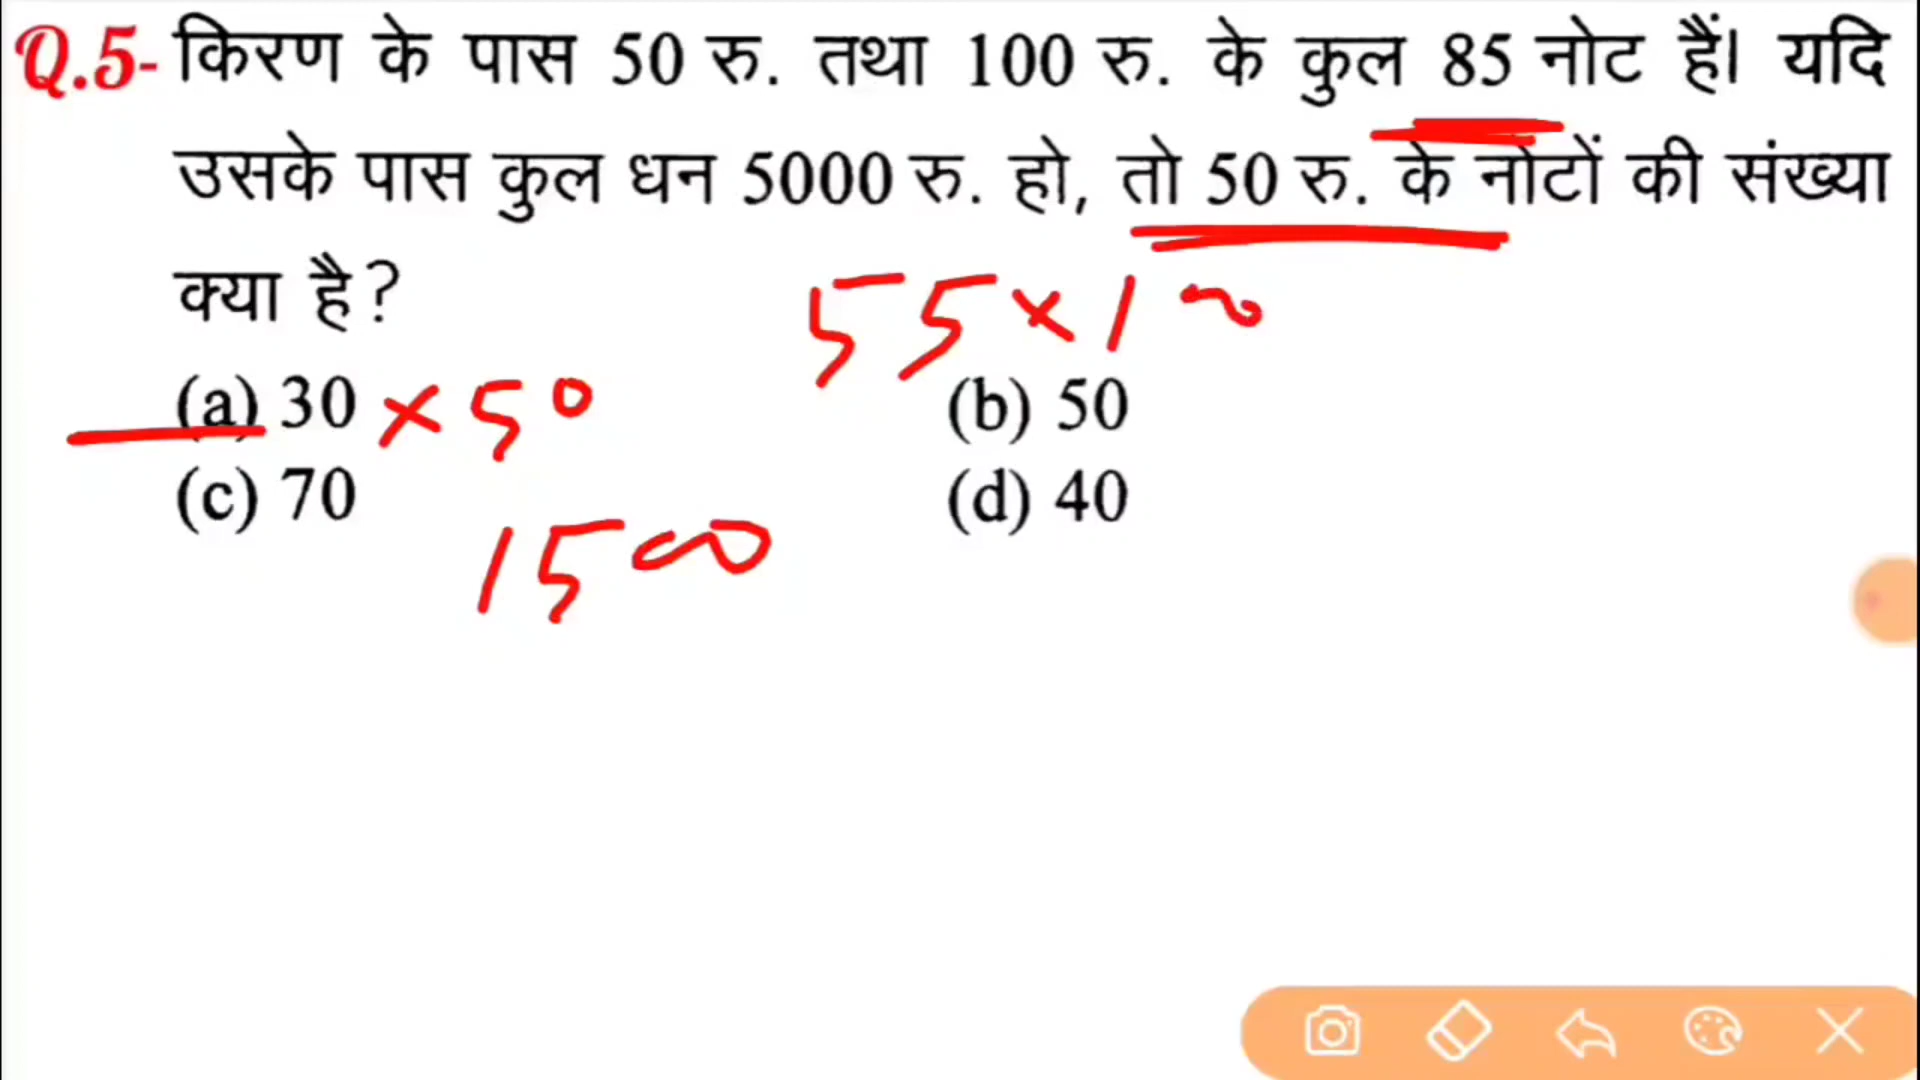 Q.5- किरण के पास 50 रु. तथा 100 रु. के कुल 85 नोट हैं। यदि
उसके पास कुल धन 5000 रु. हो, तो 50 रु. के नोटों की संख्या
क्या है?
55×100
(a) 30 ×50 (b) 50
(c) 70 (d) 40
1500